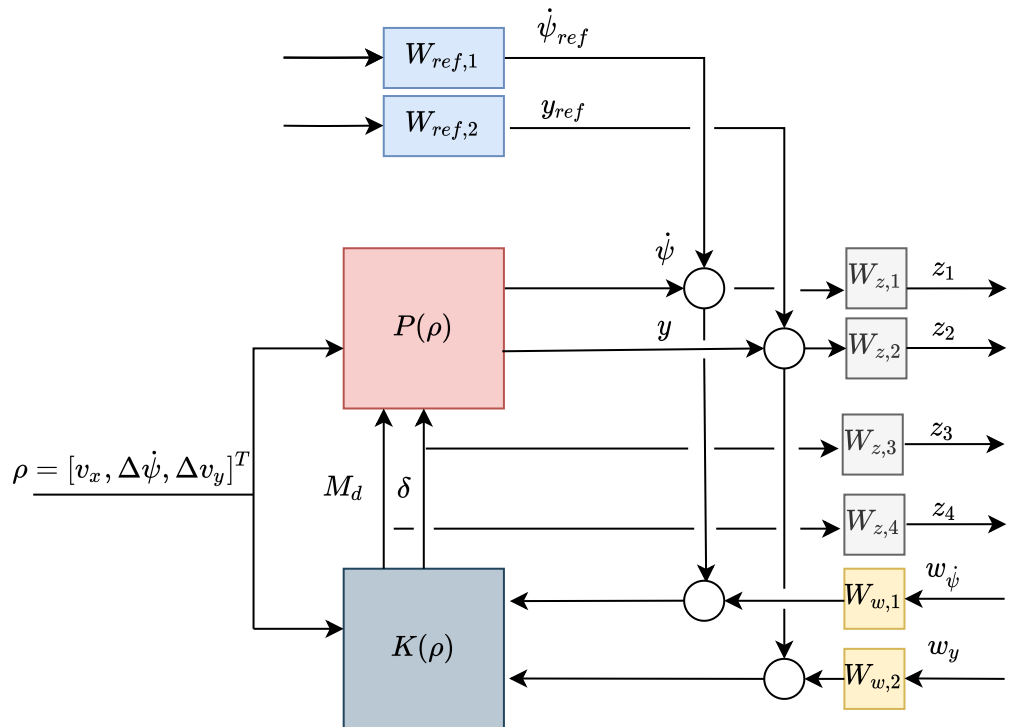 $\dot{\psi}_{ref}$
$W_{ref,1}$
$y_{ref}$
$W_{ref,2}$
$\dot{\psi}$
$W_{z,1}$
$z_1$
$P(\rho)$
$y$
$W_{z,2}$
$z_2$
$W_{z,3}$
$z_3$
$\rho = [v_x, \Delta\dot{\psi}, \Delta v_y]^T$
$M_d$
$\delta$
$W_{z,4}$
$z_4$
$W_{w,1}$
$w_{\dot{\psi}}$
$K(\rho)$
$W_{w,2}$
$w_y$